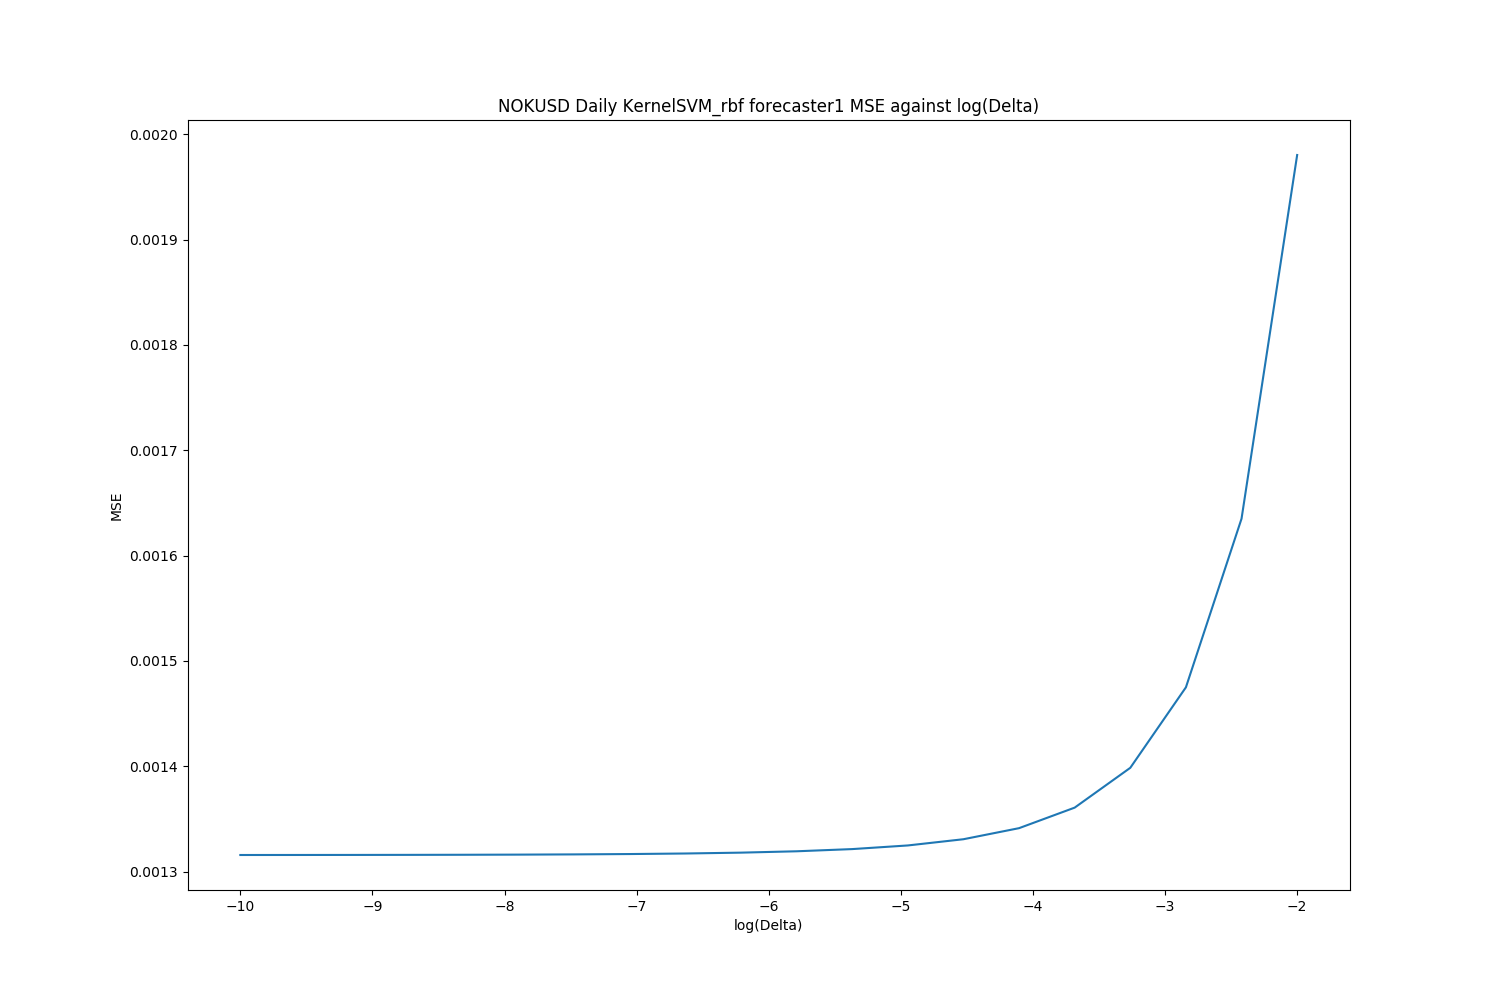 NOKUSD Daily KernelSVM_rbf forecaster1 MSE against log(Delta)
0.0020
0.0019
0.0018
0.0017
0.0016
0.0015
0.0014
0.0013
MSE
−10 −9 −8 −7 −6 −5 −4 −3 −2
log(Delta)